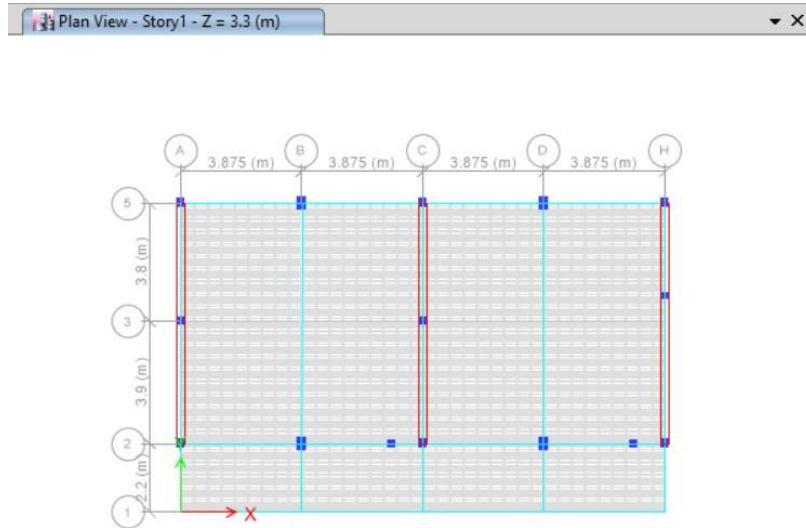 Plan View - Story1 - Z = 3.3 (m)
A 3.875 (m) B 3.875 (m) C 3.875 (m) D 3.875 (m) H
5
3.8 (m)
3
3.9 (m)
2
2.2 (m)
1
X